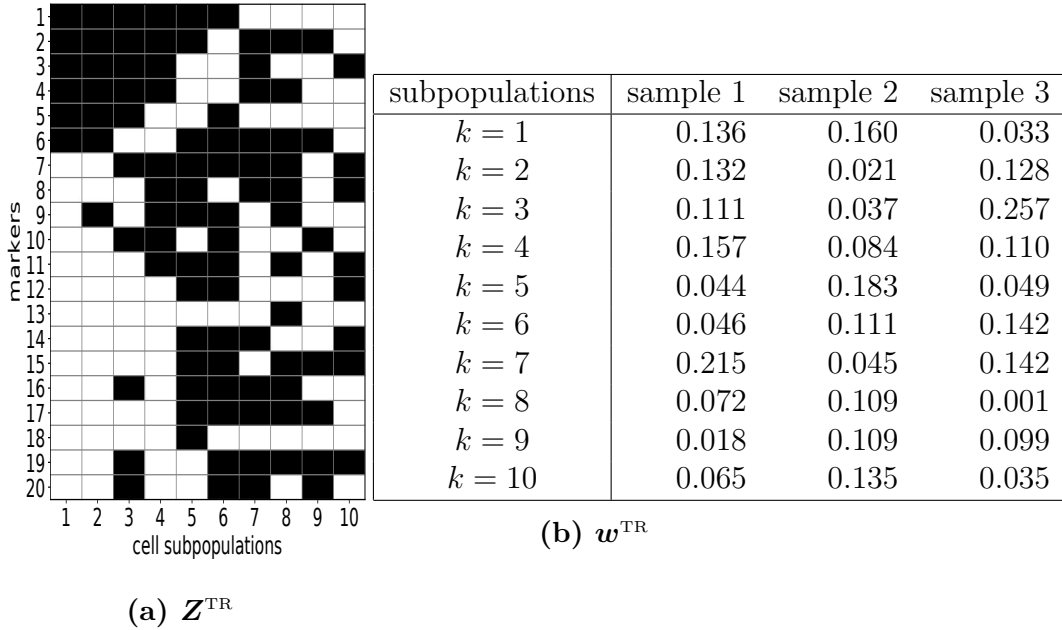 1
2
3
4
5
6
7
8
9
10
11
12
13
14
15
16
17
18
19
20
markers
1 2 3 4 5 6 7 8 9 10
cell subpopulations
(a) Z^TR
subpopulations sample 1 sample 2 sample 3
k = 1 0.136 0.160 0.033
k = 2 0.132 0.021 0.128
k = 3 0.111 0.037 0.257
k = 4 0.157 0.084 0.110
k = 5 0.044 0.183 0.049
k = 6 0.046 0.111 0.142
k = 7 0.215 0.045 0.142
k = 8 0.072 0.109 0.001
k = 9 0.018 0.109 0.099
k = 10 0.065 0.135 0.035
(b) w^TR